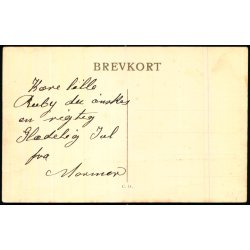 BREVKORT
Kære lille
Ruby du ønskes
en rigtig
Glædelig Jul
fra
Mormor
C. H.